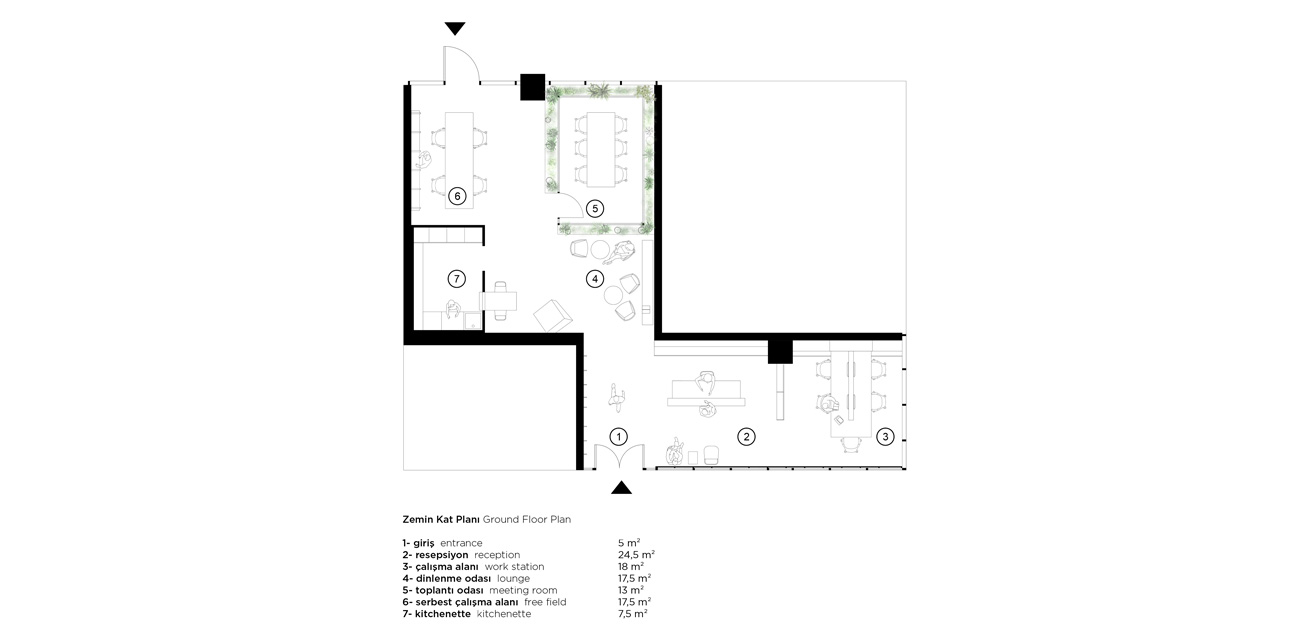 6
5
7
4
1
2
3
Zemin Kat Planı Ground Floor Plan
1- giriş entrance 5 m²
2- resepsiyon reception 24,5 m²
3- çalışma alanı work station 18 m²
4- dinlenme odası lounge 17,5 m²
5- toplantı odası meeting room 13 m²
6- serbest çalışma alanı free field 17,5 m²
7- kitchenette kitchenette 7,5 m²